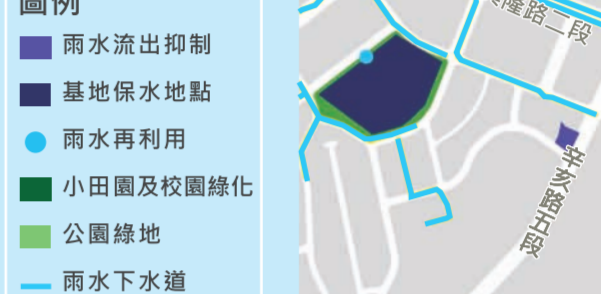 圖例
雨水流出抑制
基地保水地點
雨水再利用
小田園及校園綠化
公園綠地
雨水下水道
隆路二段
辛亥路五段